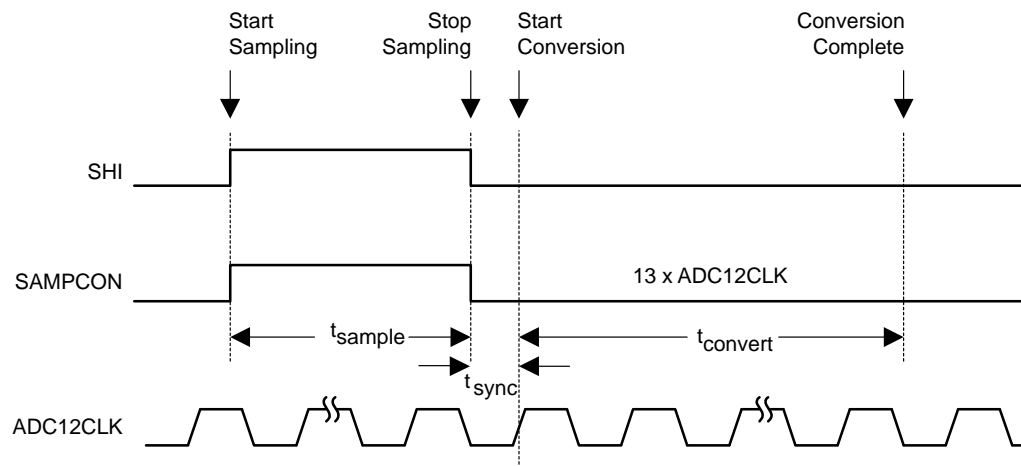 Start
Sampling
Stop
Sampling
Start
Conversion
Conversion
Complete
SHI
SAMPCON
13 x ADC12CLK
tsample
tconvert
tsync
ADC12CLK